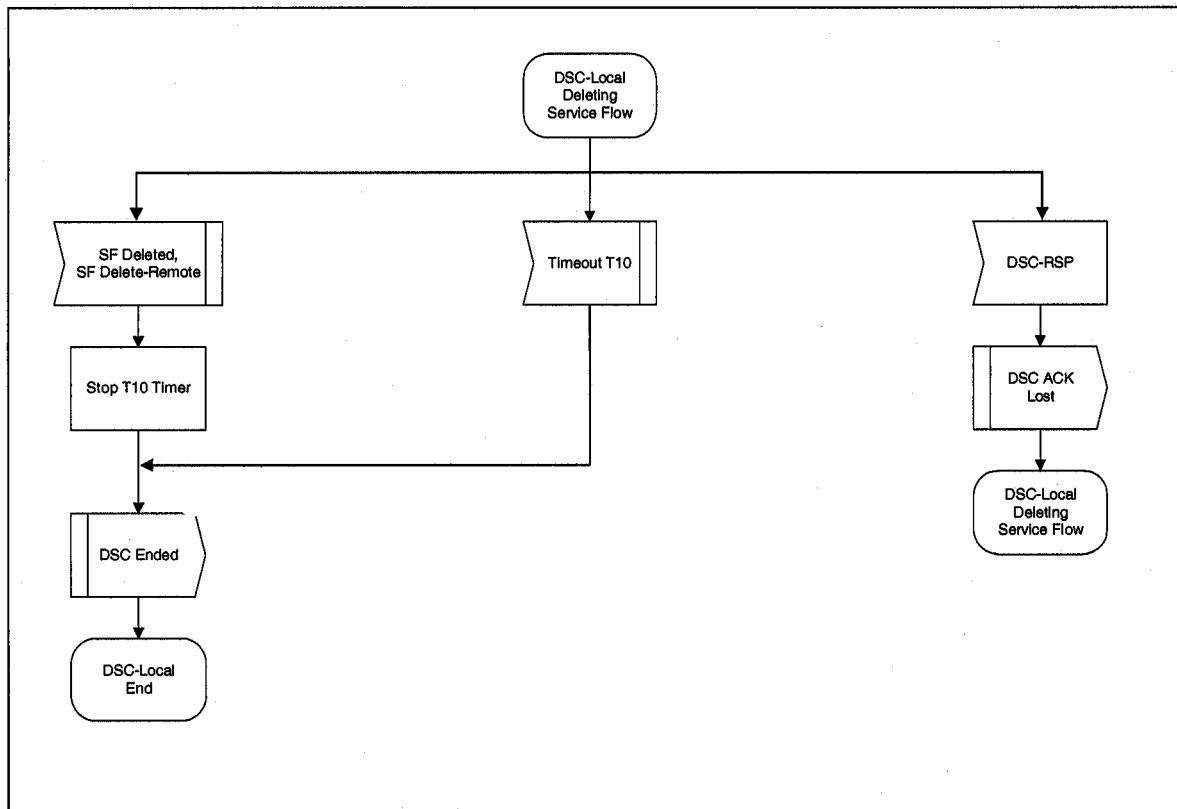 DSC-Local
Deleting
Service Flow
SF Deleted,
SF Delete-Remote
Timeout T10
DSC-RSP
Stop T10 Timer
DSC ACK
Lost
DSC-Local
Deleting
Service Flow
DSC Ended
DSC-Local
End